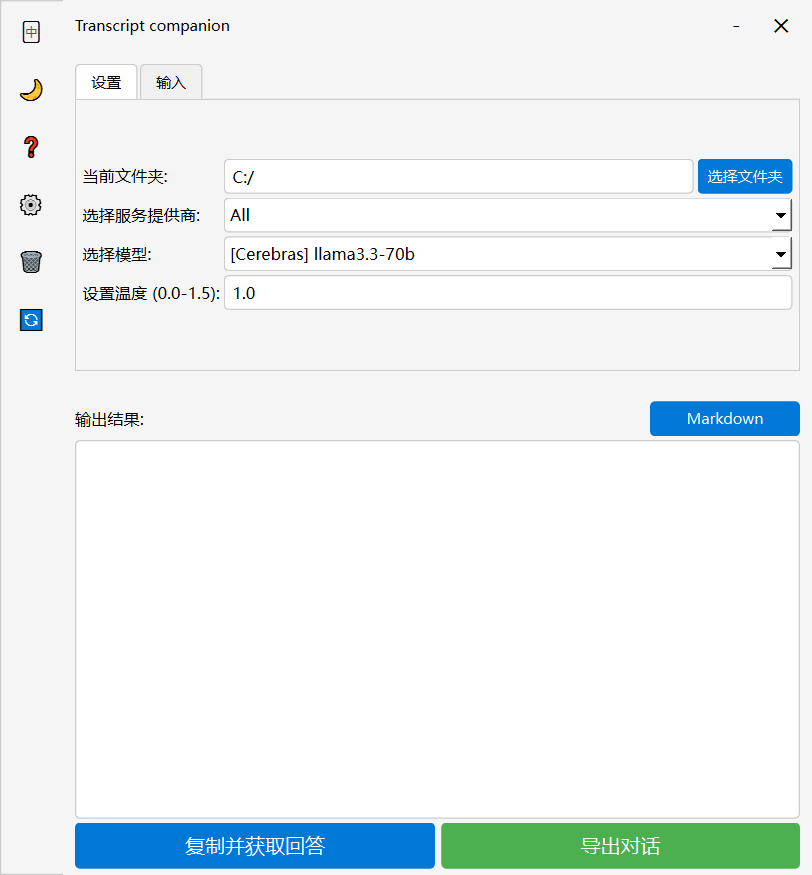 Transcript companion
中
设置
输入
当前文件夹:
C:/
选择文件夹
选择服务提供商:
All
选择模型:
[Cerebras] llama3.3-70b
设置温度 (0.0-1.5):
1.0
输出结果:
Markdown
复制并获取回答
导出对话